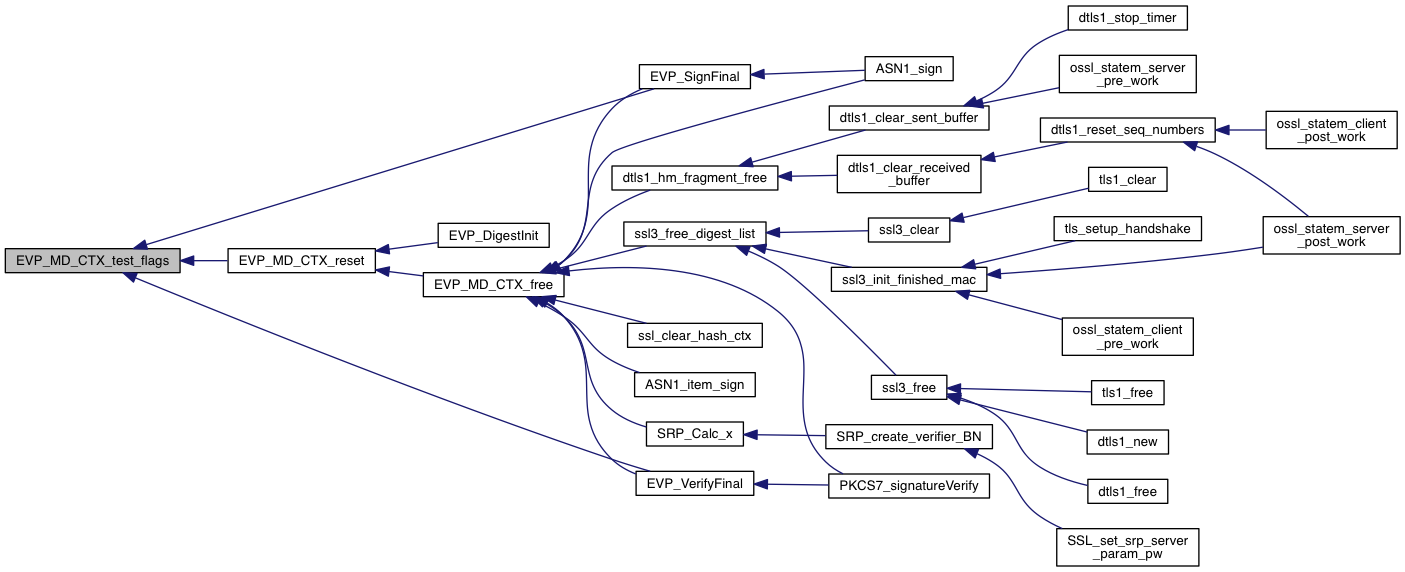 dtls1_stop_timer
EVP_SignFinal
ASN1_sign
ossl_statem_server
_pre_work
dtls1_clear_sent_buffer
dtls1_reset_seq_numbers
ossl_statem_client
_post_work
dtls1_hm_fragment_free
dtls1_clear_received
_buffer
tls1_clear
EVP_MD_CTX_test_flags
EVP_MD_CTX_reset
EVP_DigestInit
EVP_MD_CTX_free
ssl3_free_digest_list
ssl3_clear
tls_setup_handshake
ossl_statem_server
_post_work
ssl3_init_finished_mac
ssl_clear_hash_ctx
ossl_statem_client
_pre_work
ASN1_item_sign
ssl3_free
tls1_free
SRP_Calc_x
SRP_create_verifier_BN
dtls1_new
EVP_VerifyFinal
PKCS7_signatureVerify
dtls1_free
SSL_set_srp_server
_param_pw